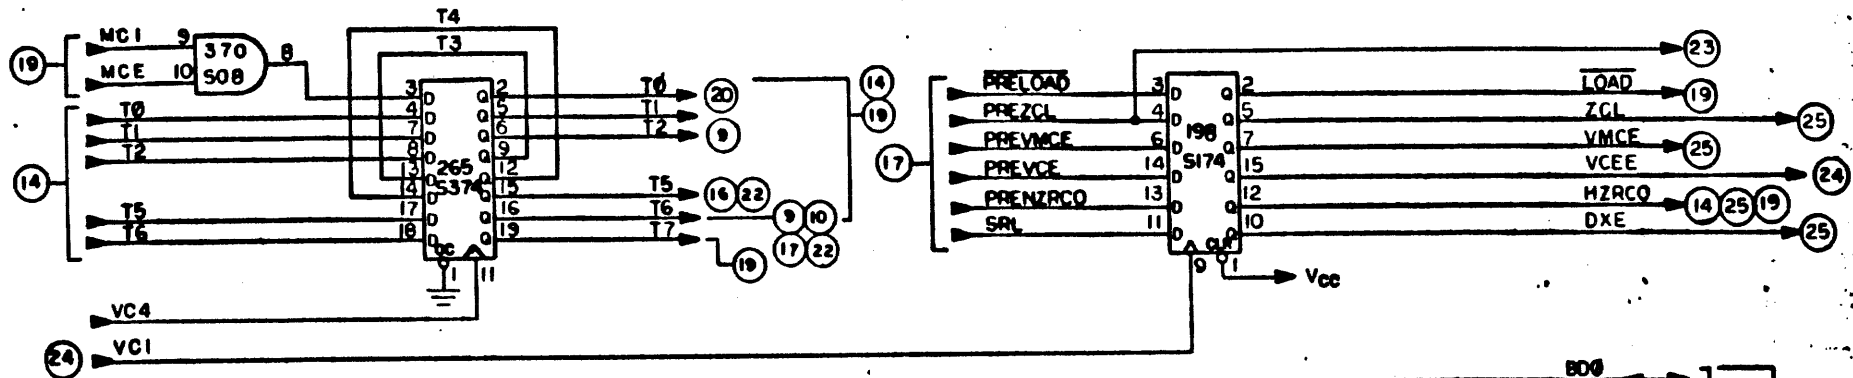 T4
T3
MCI 9
MCE 10
370
S08
8
19
T0
T1
T2
T5
T6
14
3 D Q 2 T0 20
4 D Q 5 T1
7 D Q 6 T2 9
8 D Q 9
13 D Q 12
14 D Q 15 T5 16 22
17 D Q 16 T6 9 10
18 D Q 19 T7 17 22
19
265
S374
OC
1
11
14
19
VC4
24 VC1
17
PRELOAD 3 D Q 2 LOAD 19
PREZCL 4 D Q 5 ZCL 25
PREVMCE 6 D Q 7 VMCE 25
PREVCE 14 D Q 15 VCEE 24
PREHZRCQ 13 D Q 12 HZRCQ 14 25 19
SRL 11 D Q 10 DXE 25
23
198
S174
CLR
9
1
Vcc
BD0